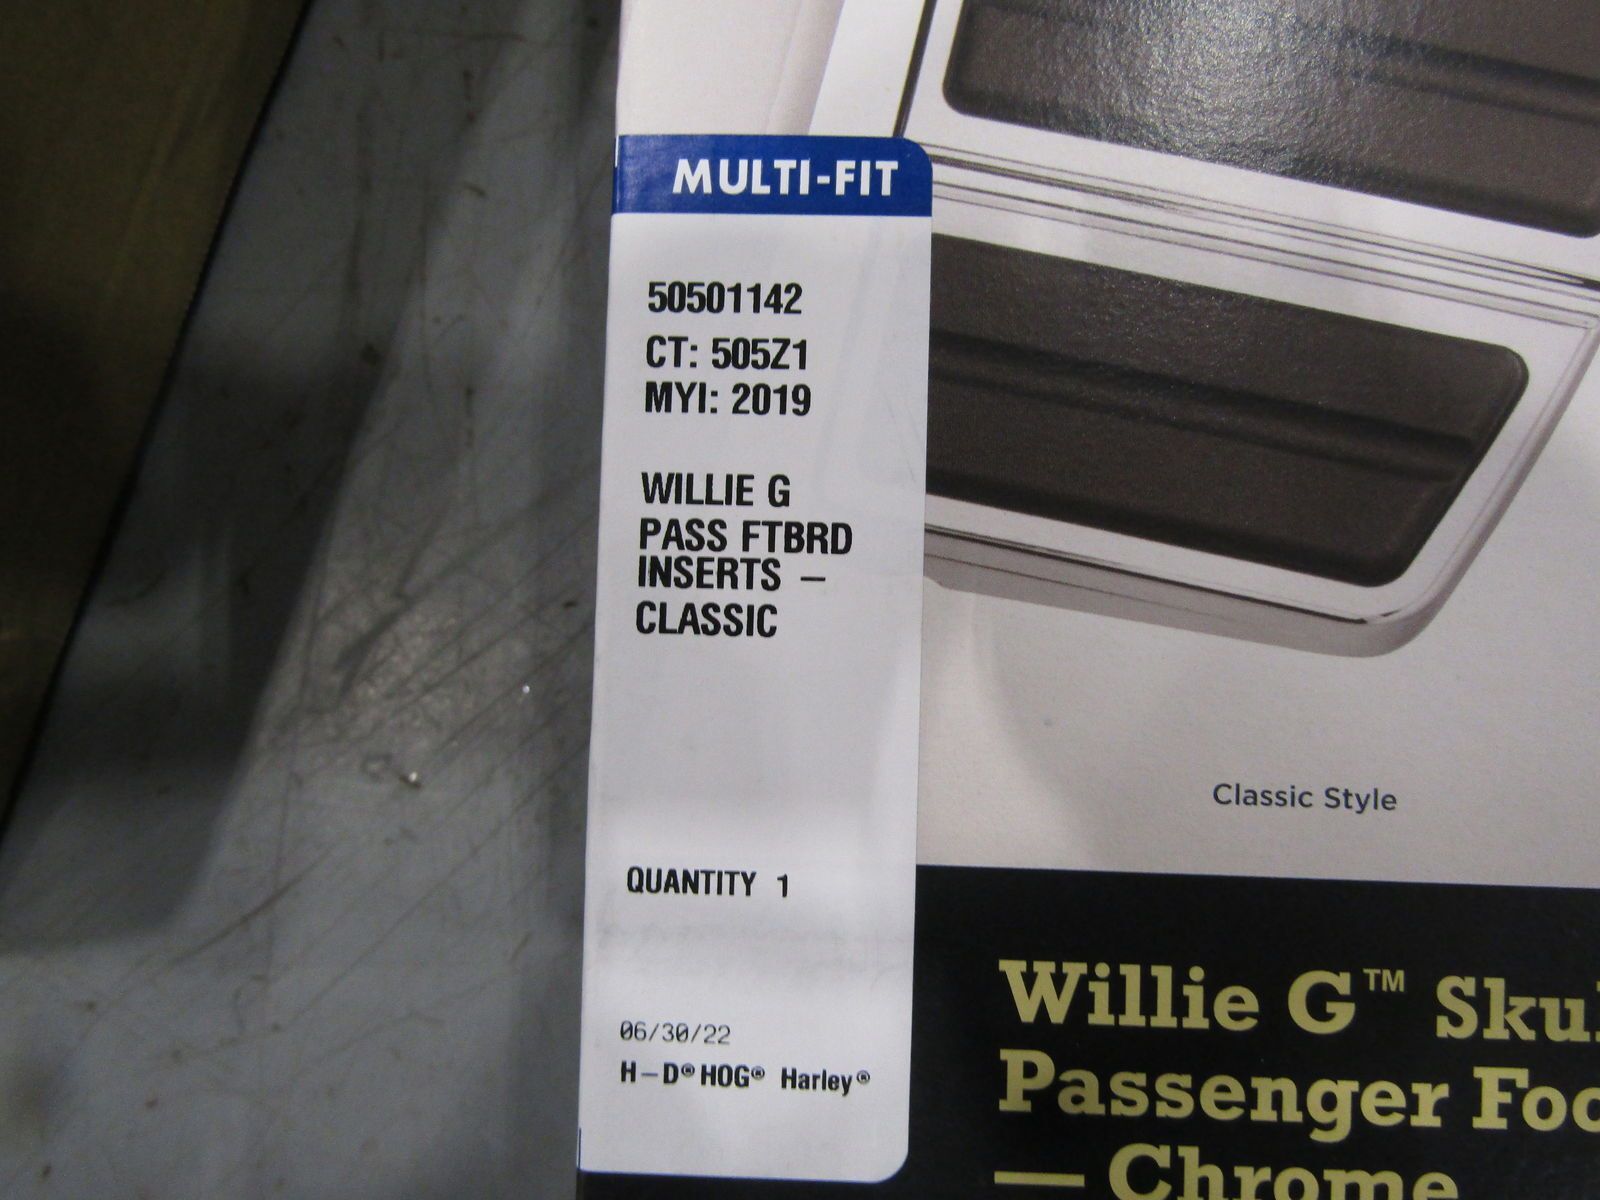 MULTI-FIT
50501142
CT: 505Z1
MYI: 2019
WILLIE G
PASS FTBRD
INSERTS –
CLASSIC
QUANTITY 1
06/30/22
H–D® HOG® Harley®
Classic Style
Willie G™ Sku
Passenger Foo
— Chrome